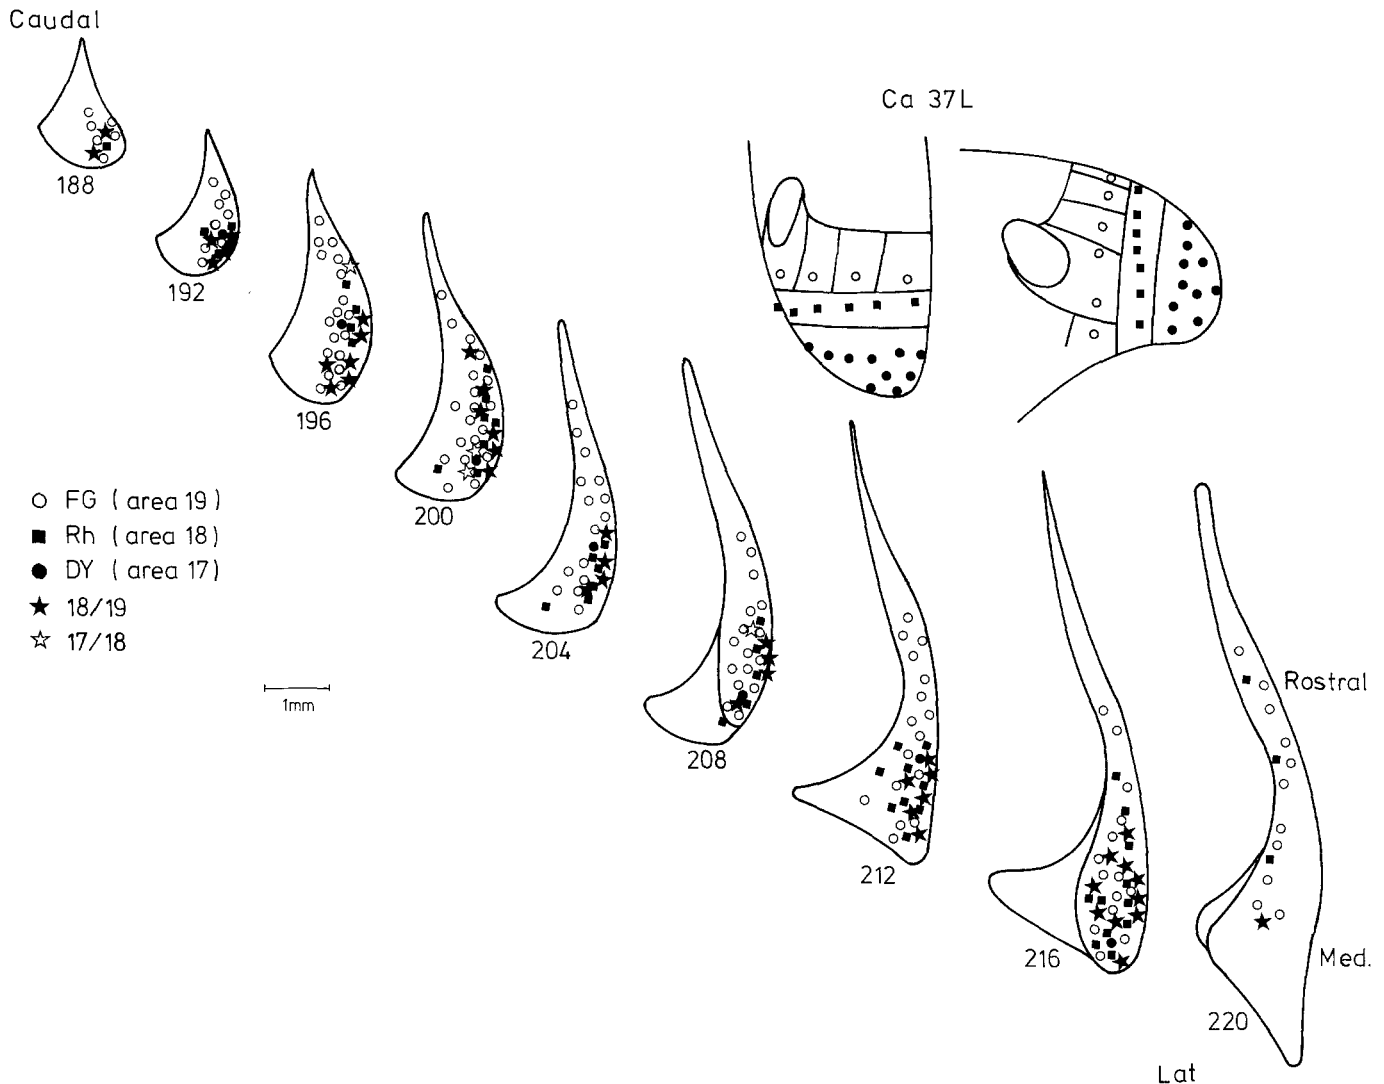 Caudal
Ca 37L
188
192
196
200
204
208
212
216
220
FG (area 19)
Rh (area 18)
DY (area 17)
18/19
17/18
1mm
Rostral
Med.
Lat